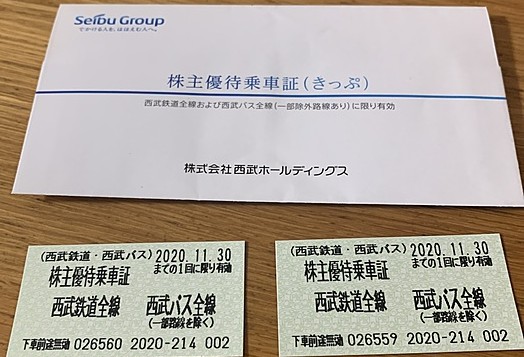 Seibu Group
でかける人を、ほほえむ人へ。
株主優待乗車証(きっぷ)
西武鉄道全線および西武バス全線(一部除外路線あり)に限り有効
株式会社西武ホールディングス
(西武鉄道・西武バス) 2020.11.30
株主優待乗車証 までの1回に限り有効
西武鉄道全線 西武バス全線
(一部路線を除く)
下車前途無効 026560 2020-214 002
(西武鉄道・西武バス) 2020.11.30
株主優待乗車証 までの1回に限り有効
西武鉄道全線 西武バス全線
(一部路線を除く)
下車前途無効 026559 2020-214 002